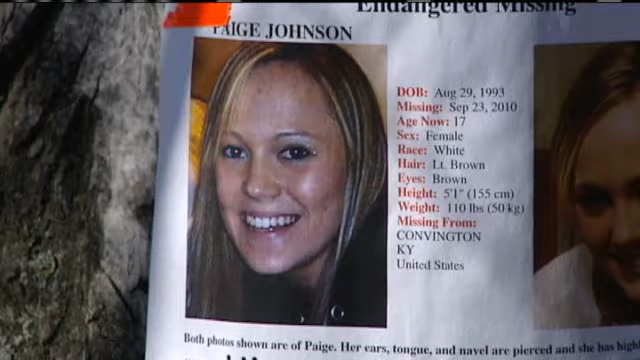 Endangered Missing
PAIGE JOHNSON
DOB: Aug 29, 1993
Missing: Sep 23, 2010
Age Now: 17
Sex: Female
Race: White
Hair: Lt. Brown
Eyes: Brown
Height: 5'1" (155 cm)
Weight: 110 lbs (50 kg)
Missing From:
CONVINGTON
KY
United States
Both photos shown are of Paige. Her ears, tongue, and navel are pierced and she has